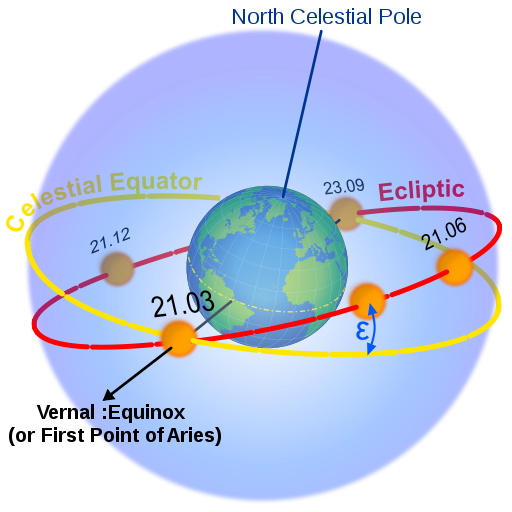 North Celestial Pole
Celestial Equator
23.09
Ecliptic
21.12
21.06
21.03
ε
Vernal :Equinox
(or First Point of Aries)